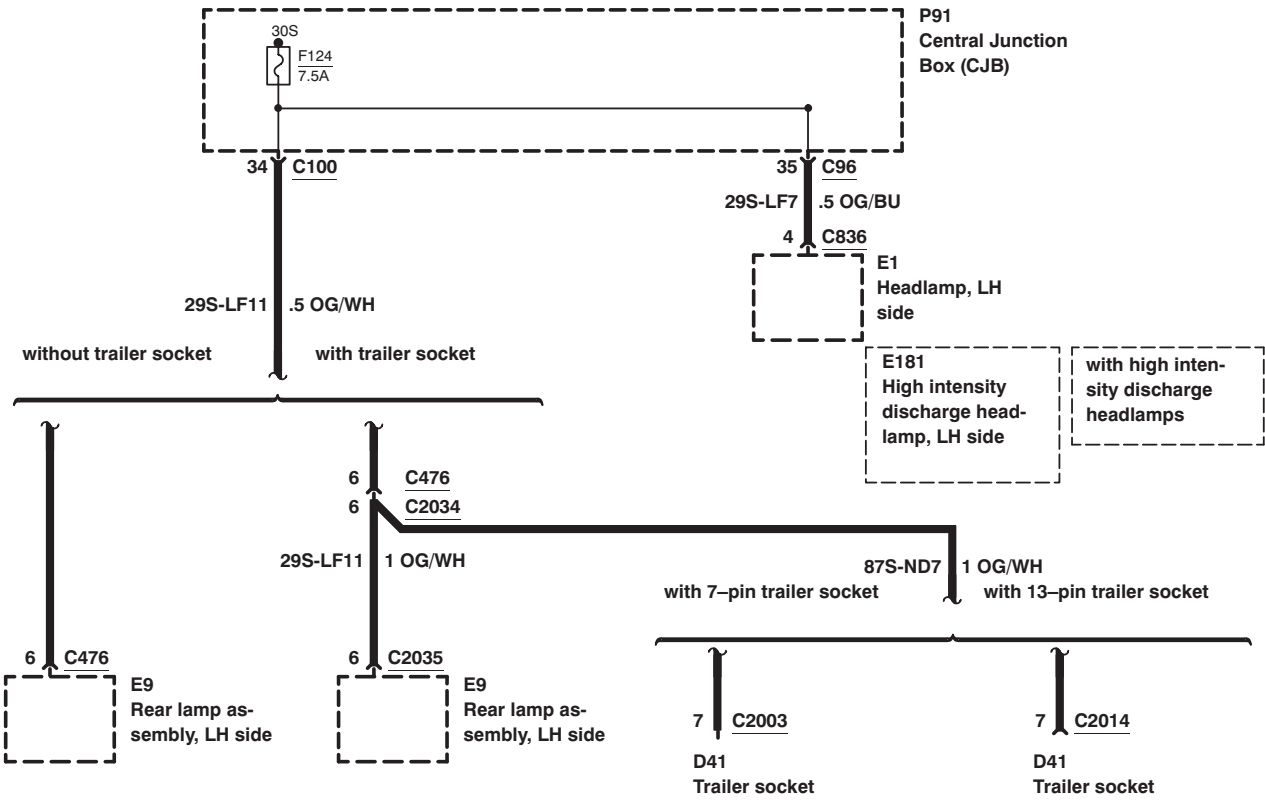 P91
Central Junction
Box (CJB)
30S
F124
7.5A
34 C100
35 C96
29S-LF7 .5 OG/BU
4 C836
E1
Headlamp, LH
side
29S-LF11 .5 OG/WH
without trailer socket
with trailer socket
E181
High intensity
discharge head-
lamp, LH side
with high inten-
sity discharge
headlamps
6 C476
6 C2034
29S-LF11 1 OG/WH
87S-ND7 1 OG/WH
with 7–pin trailer socket
with 13–pin trailer socket
6 C476
E9
Rear lamp as-
sembly, LH side
6 C2035
E9
Rear lamp as-
sembly, LH side
7 C2003
D41
Trailer socket
7 C2014
D41
Trailer socket